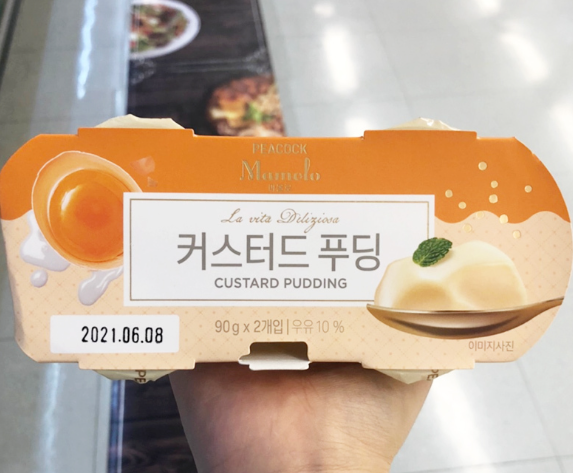 PEACOCK
Mamolo
La vita Deliziosa
커스터드 푸딩
CUSTARD PUDDING
90g x 2개입 | 우유 10 %
2021.06.08
이미지사진